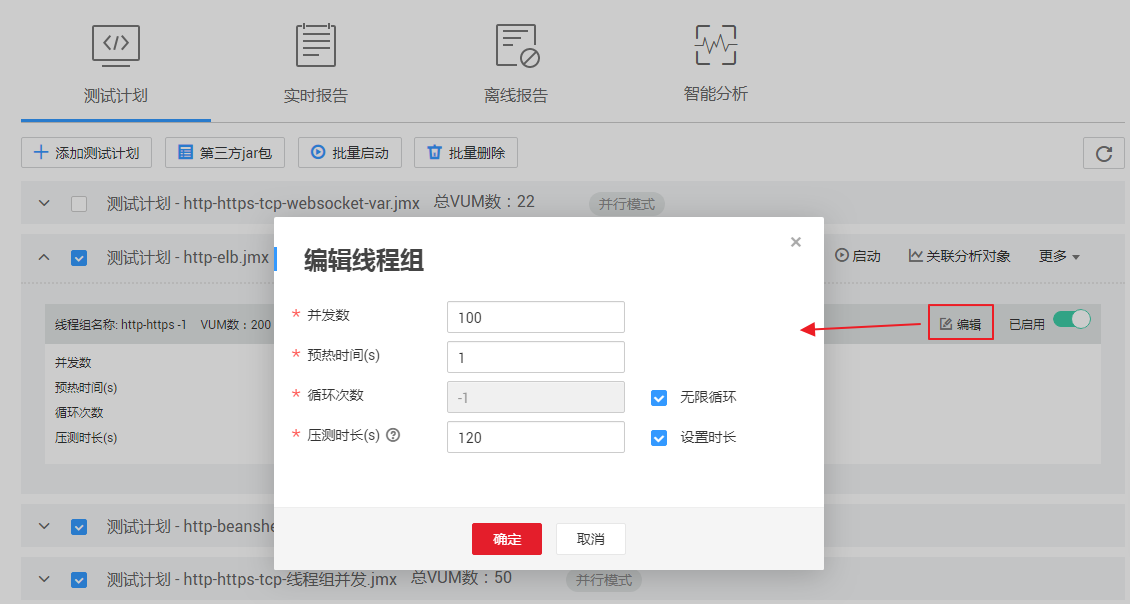 测试计划
实时报告
离线报告
智能分析
添加测试计划
第三方jar包
批量启动
批量删除
测试计划 - http-https-tcp-websocket-var.jmx 总VUM数：22 并行模式
测试计划 - http-elb.jmx
启动
关联分析对象
更多
线程组名称: http-https -1 VUM数：200
编辑
已启用
并发数
预热时间(s)
循环次数
压测时长(s)
编辑线程组
* 并发数 100
* 预热时间(s) 1
* 循环次数 -1 无限循环
* 压测时长(s) 120 设置时长
确定
取消
测试计划 - http-beanshe
测试计划 - http-https-tcp-线程组并发.jmx 总VUM数：50 并行模式